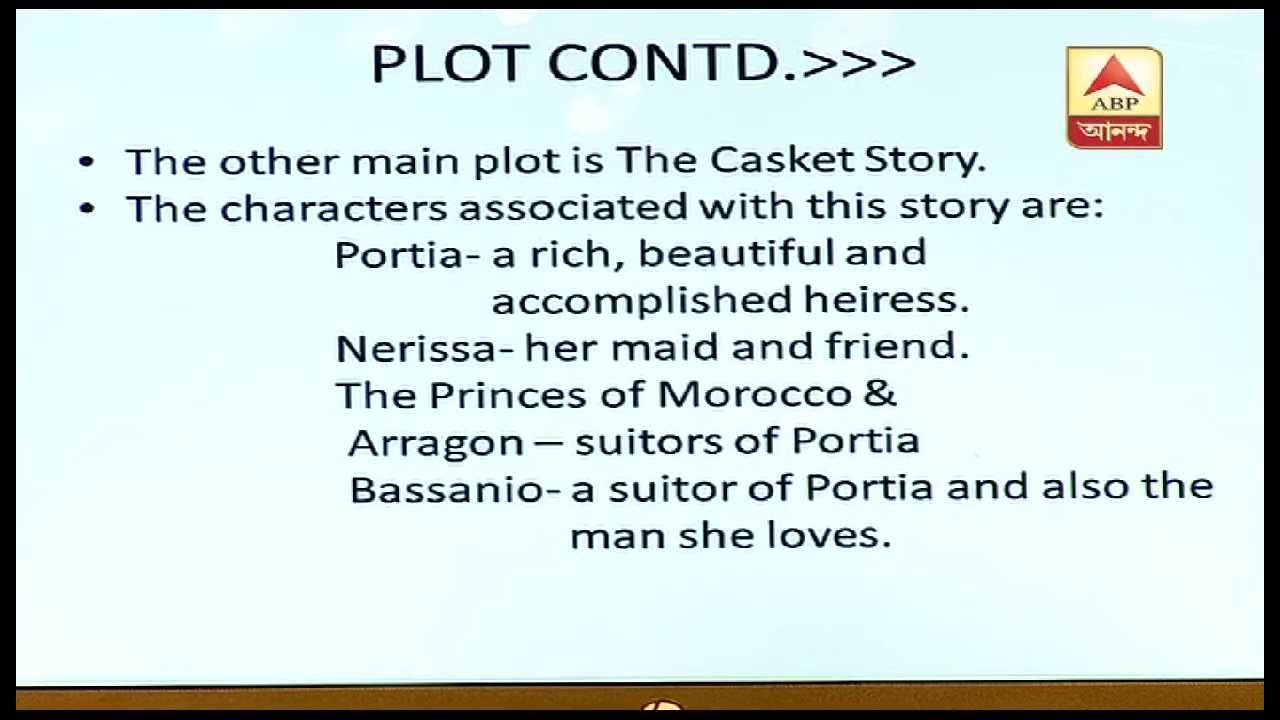 PLOT CONTD.>>>
ABP
আনন্দ
• The other main plot is The Casket Story.
• The characters associated with this story are:
Portia- a rich, beautiful and
accomplished heiress.
Nerissa- her maid and friend.
The Princes of Morocco &
Arragon – suitors of Portia
Bassanio- a suitor of Portia and also the
man she loves.